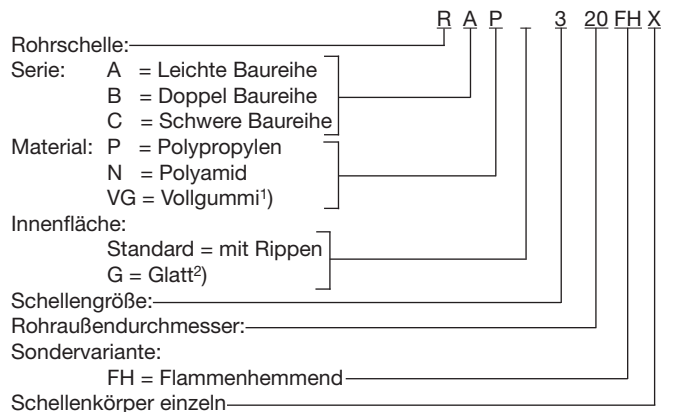 R A P _ 3 20 FH X
Rohrschelle:
Serie: A = Leichte Baureihe
B = Doppel Baureihe
C = Schwere Baureihe
Material: P = Polypropylen
N = Polyamid
VG = Vollgummi¹)
Innenfläche:
Standard = mit Rippen
G = Glatt²)
Schellengröße:
Rohraußendurchmesser:
Sondervariante:
FH = Flammenhemmend
Schellenkörper einzeln